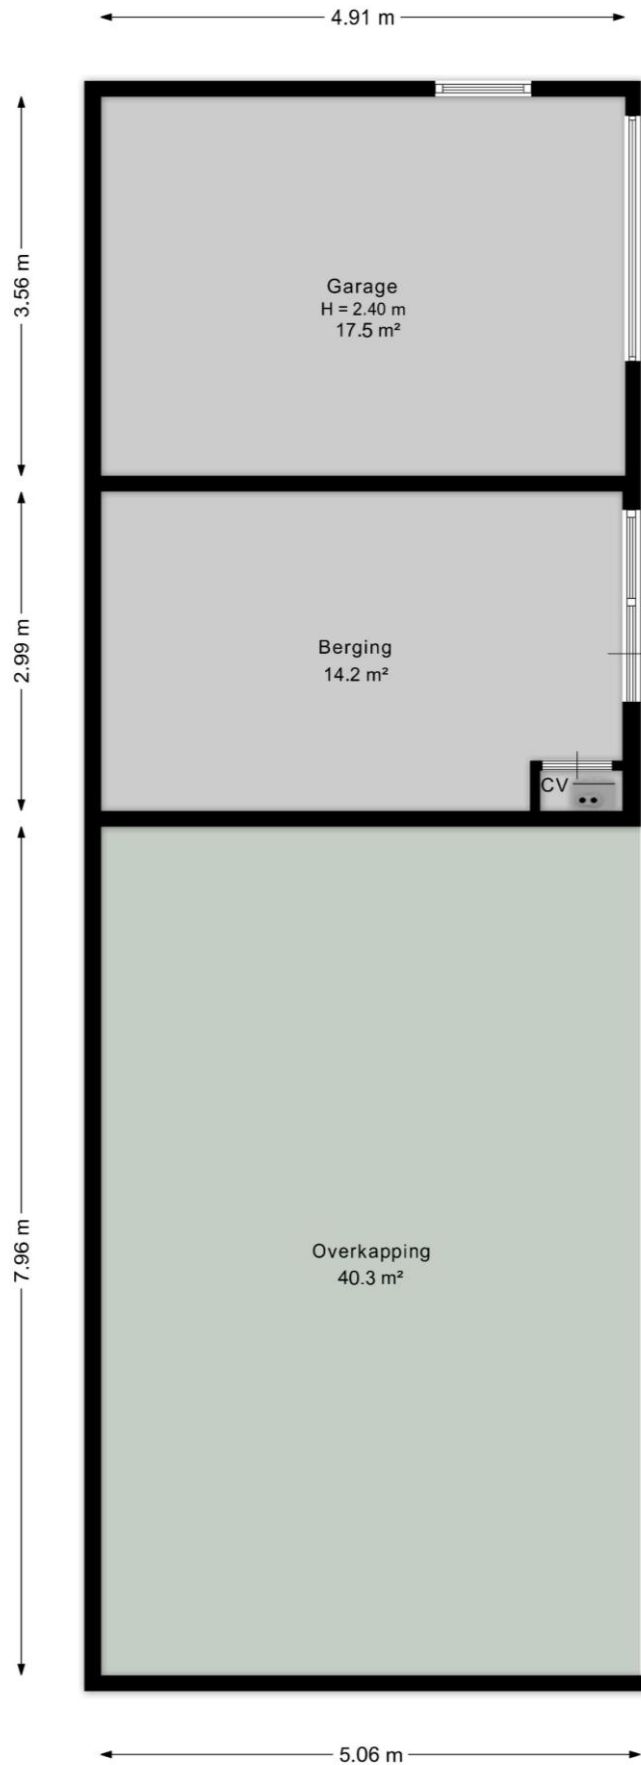 4.91 m
3.56 m
Garage
H = 2.40 m
17.5 m²
2.99 m
Berging
14.2 m²
CV
7.96 m
Overkapping
40.3 m²
5.06 m